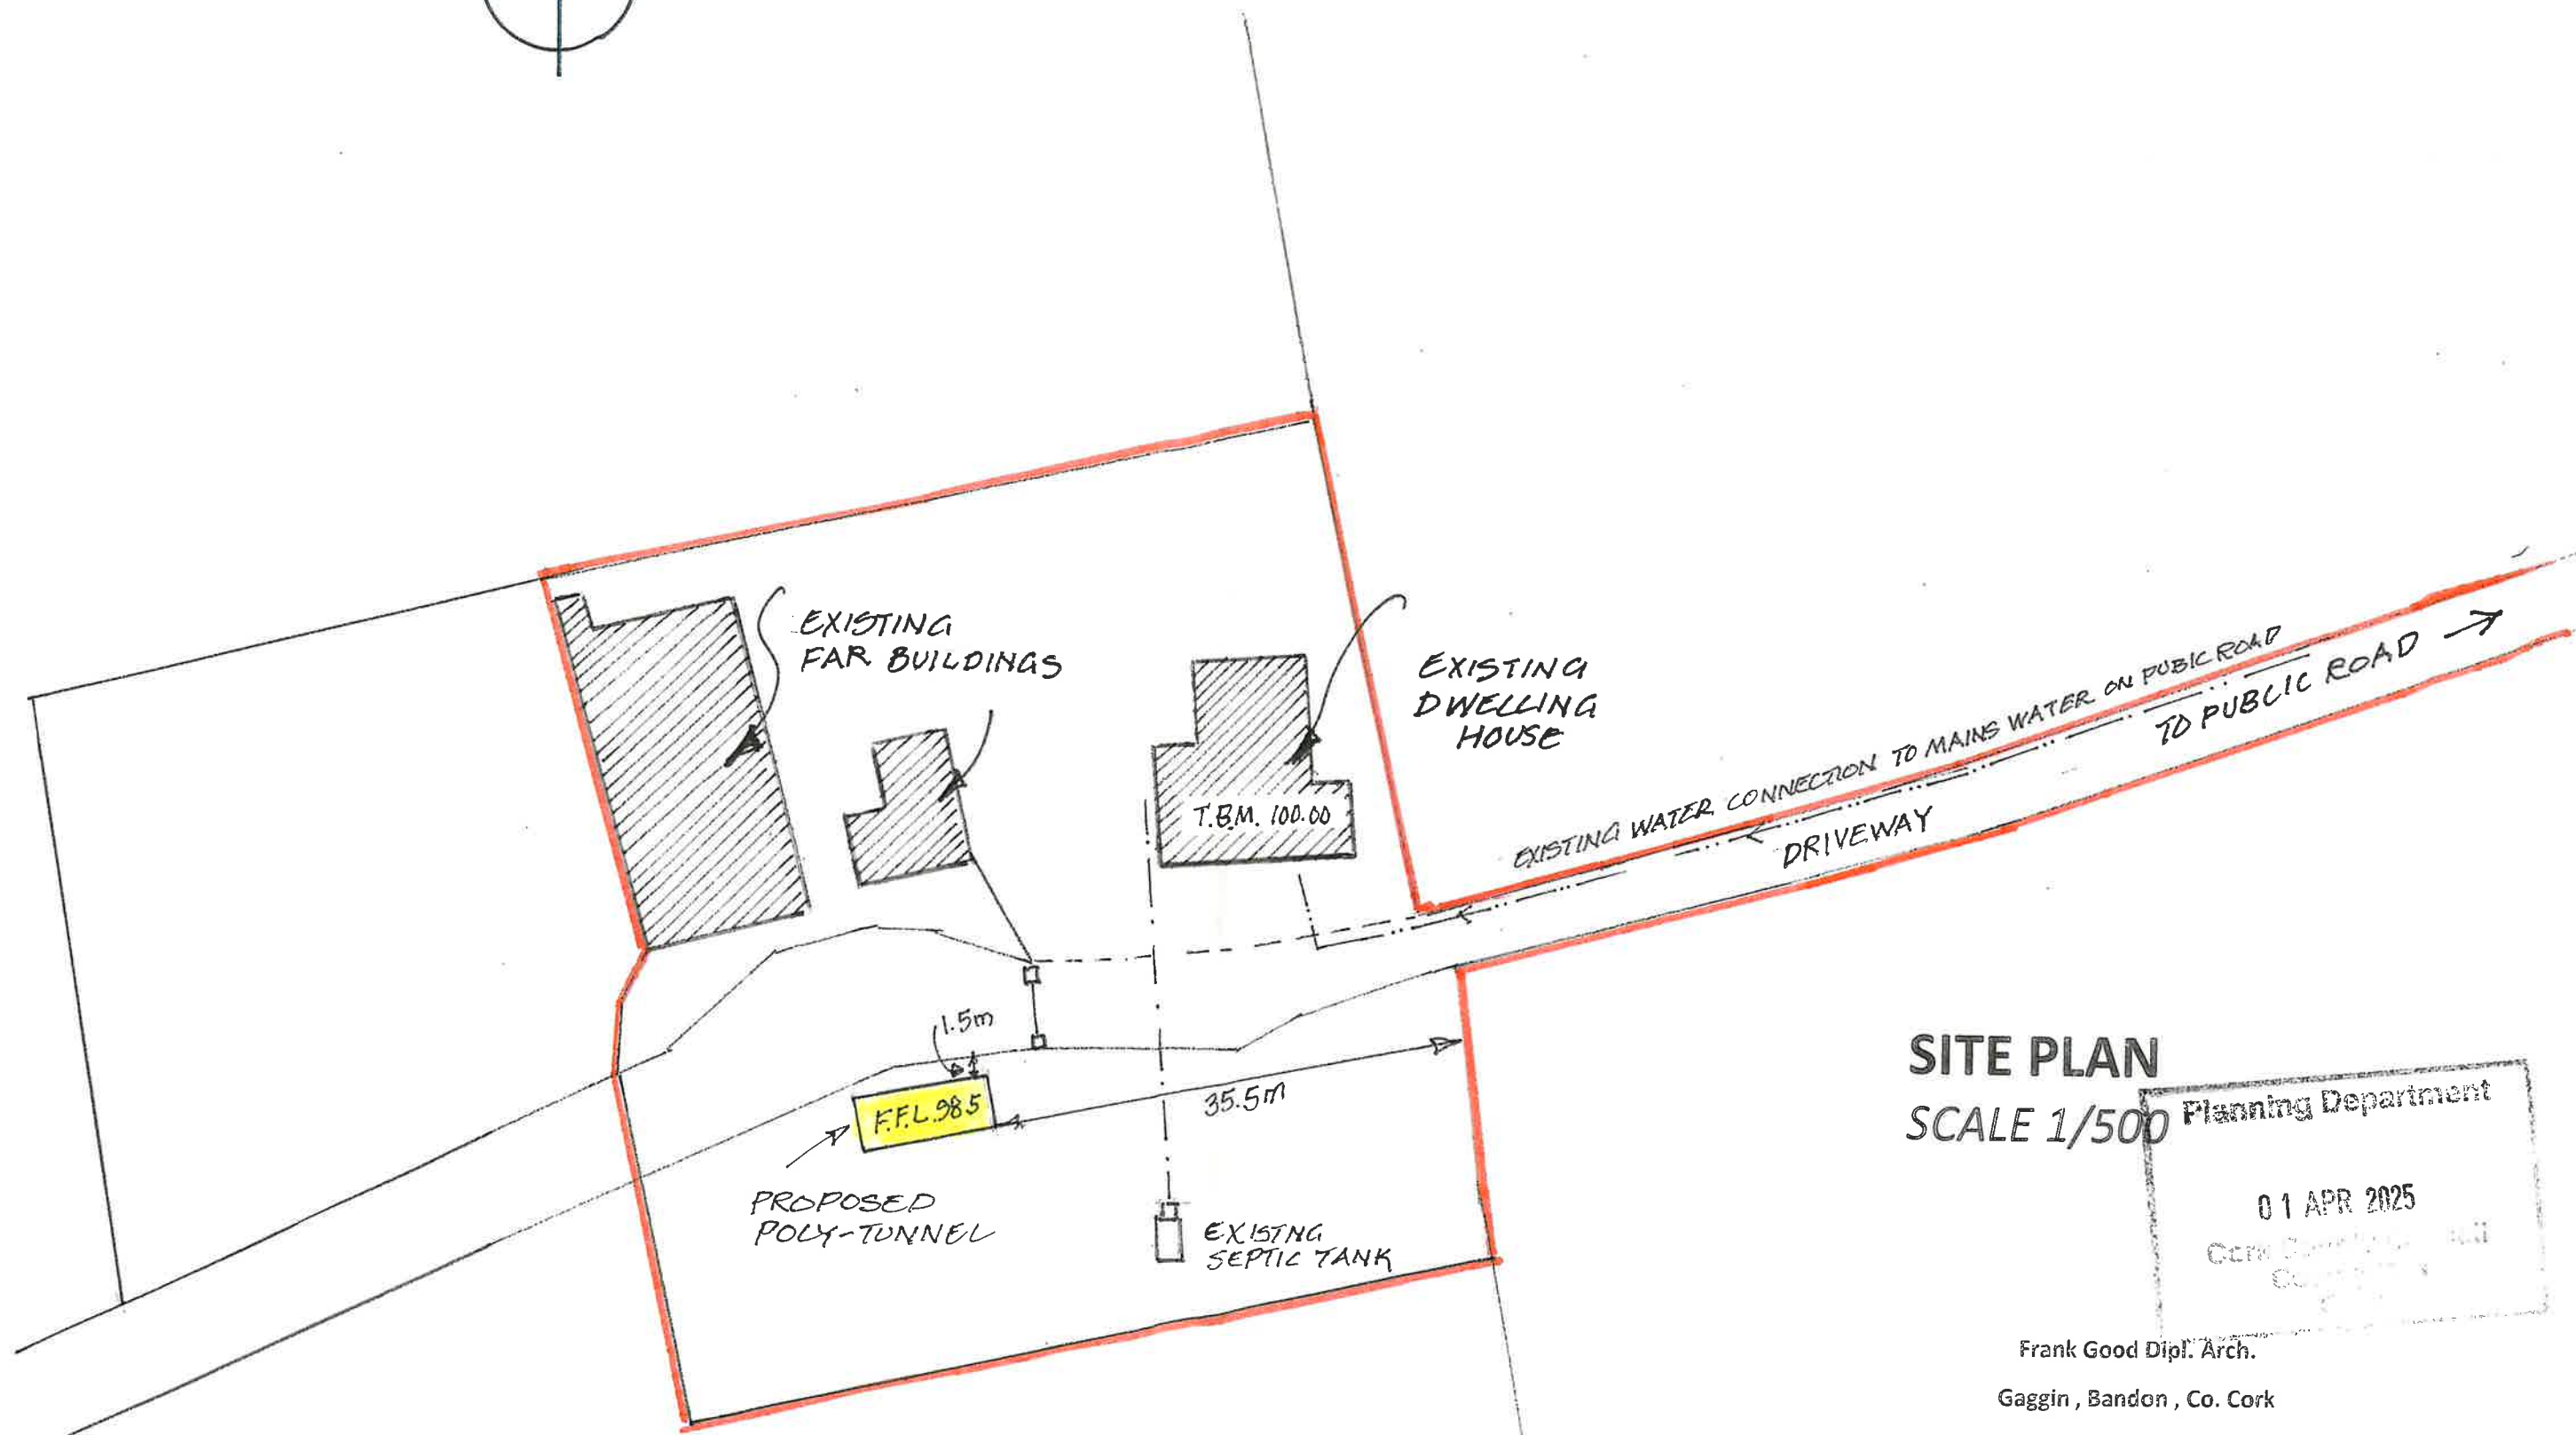 EXISTING
FAR BUILDINGS
EXISTING
DWELLING
HOUSE
T.B.M. 100.00
EXISTING WATER CONNECTION TO MAINS WATER ON PUBIC ROAD
TO PUBLIC ROAD
DRIVEWAY
1.5m
F.F.L.98.5
35.5m
PROPOSED
POLY-TUNNEL
EXISTNG
SEPTIC TANK
SITE PLAN
SCALE 1/500
Planning Department
01 APR 2025
Frank Good Dipl. Arch.
Gaggin , Bandon , Co. Cork